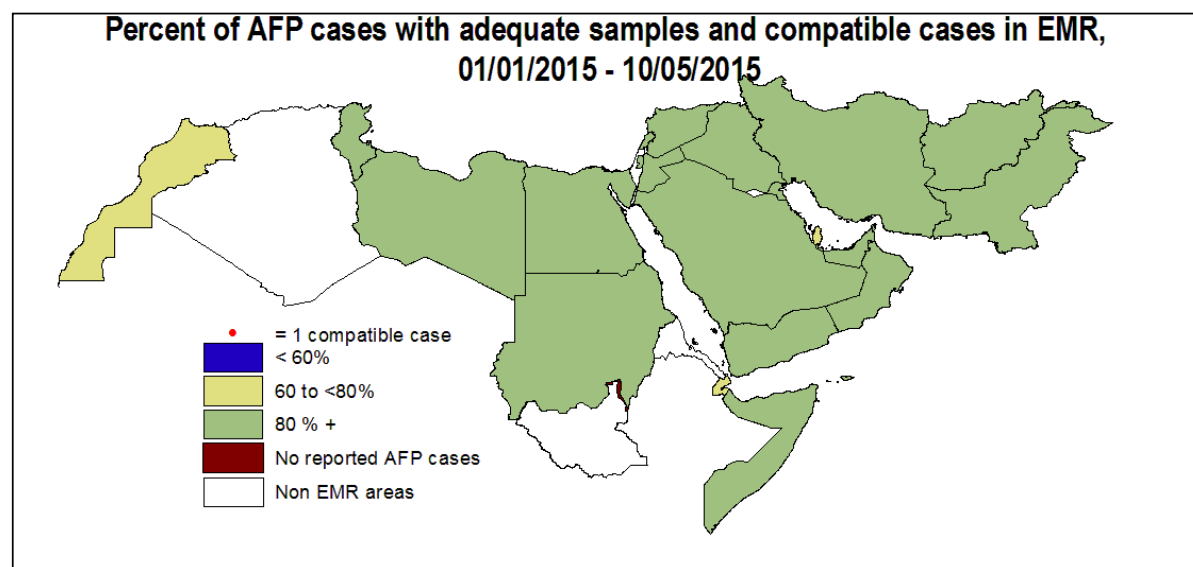 Percent of AFP cases with adequate samples and compatible cases in EMR,
01/01/2015 - 10/05/2015
= 1 compatible case
< 60%
60 to <80%
80 % +
No reported AFP cases
Non EMR areas